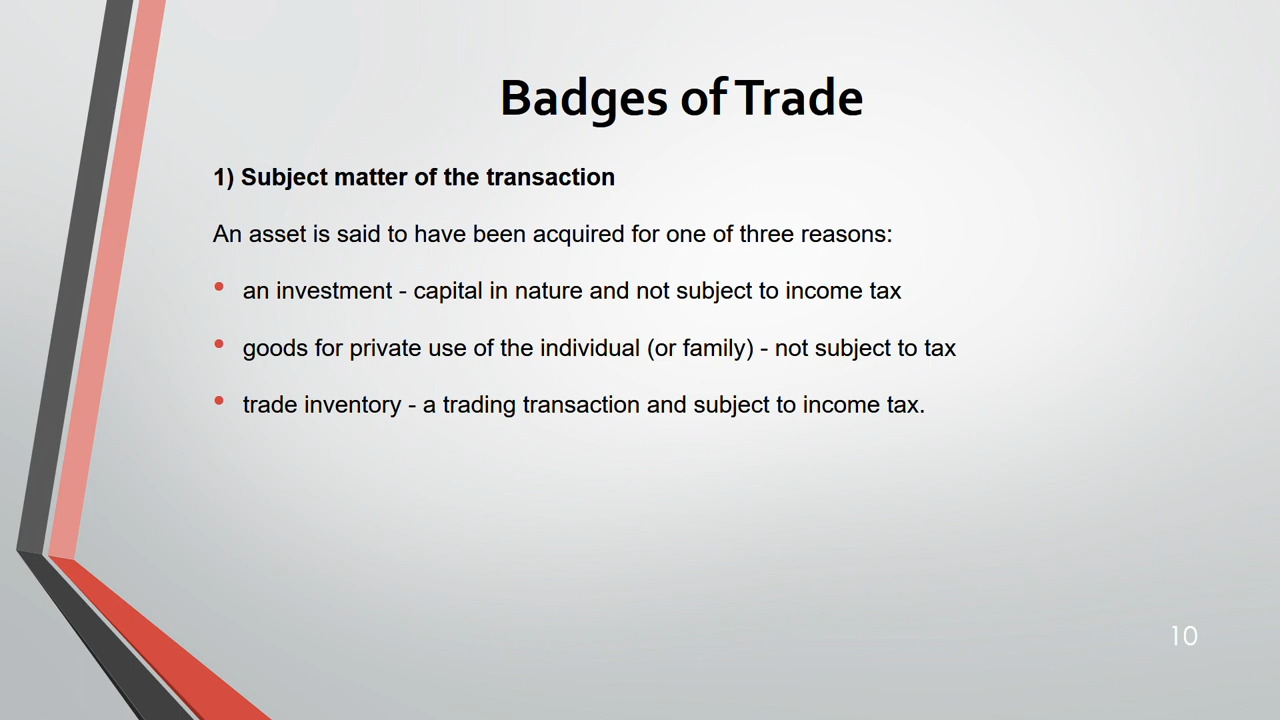 Badges of Trade
1) Subject matter of the transaction
An asset is said to have been acquired for one of three reasons:
• an investment - capital in nature and not subject to income tax
• goods for private use of the individual (or family) - not subject to tax
• trade inventory - a trading transaction and subject to income tax.
10